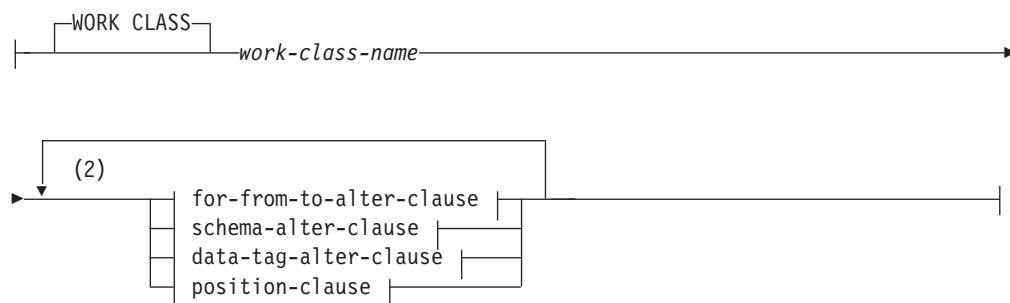 WORK CLASS
work-class-name
(2)
for-from-to-alter-clause
schema-alter-clause
data-tag-alter-clause
position-clause